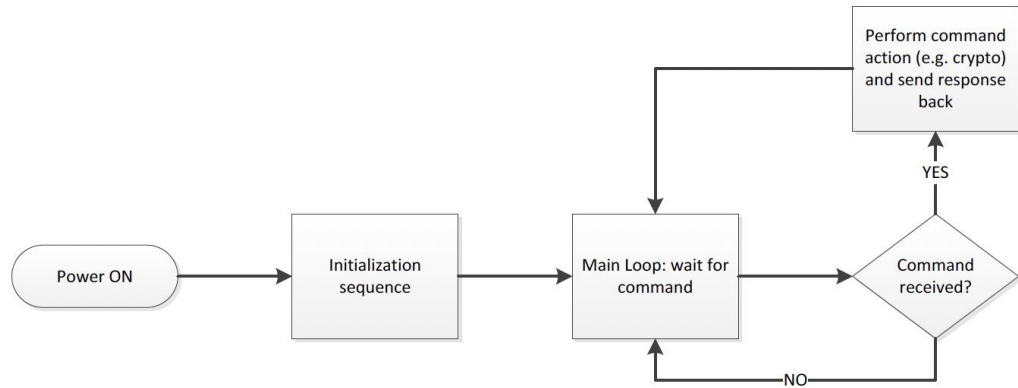 Perform command
action (e.g. crypto)
and send response
back
YES
Power ON
Initialization
sequence
Main Loop: wait for
command
Command
received?
NO